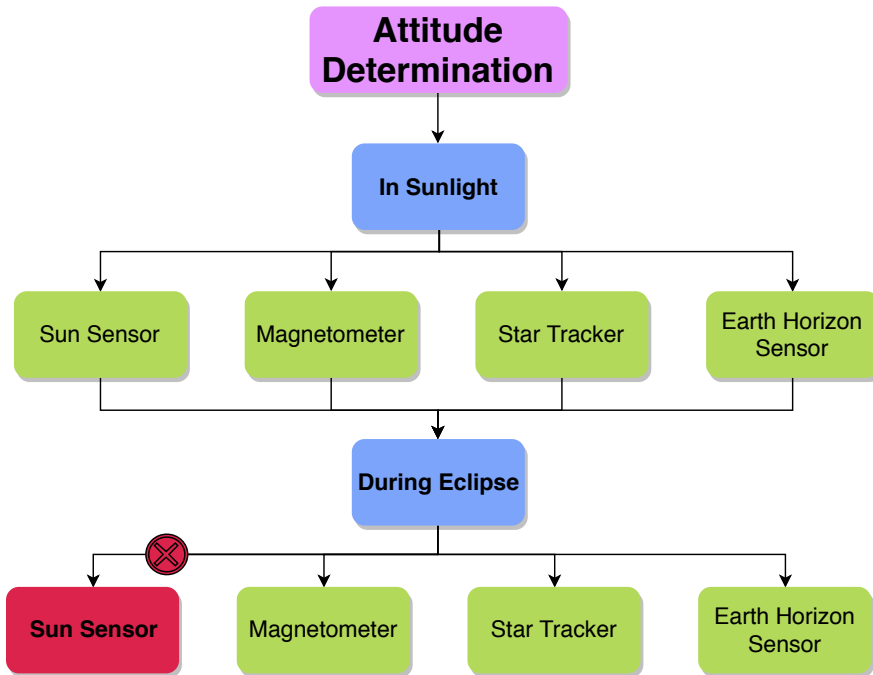 Attitude
Determination
In Sunlight
Sun Sensor
Magnetometer
Star Tracker
Earth Horizon
Sensor
During Eclipse
Sun Sensor
Magnetometer
Star Tracker
Earth Horizon
Sensor